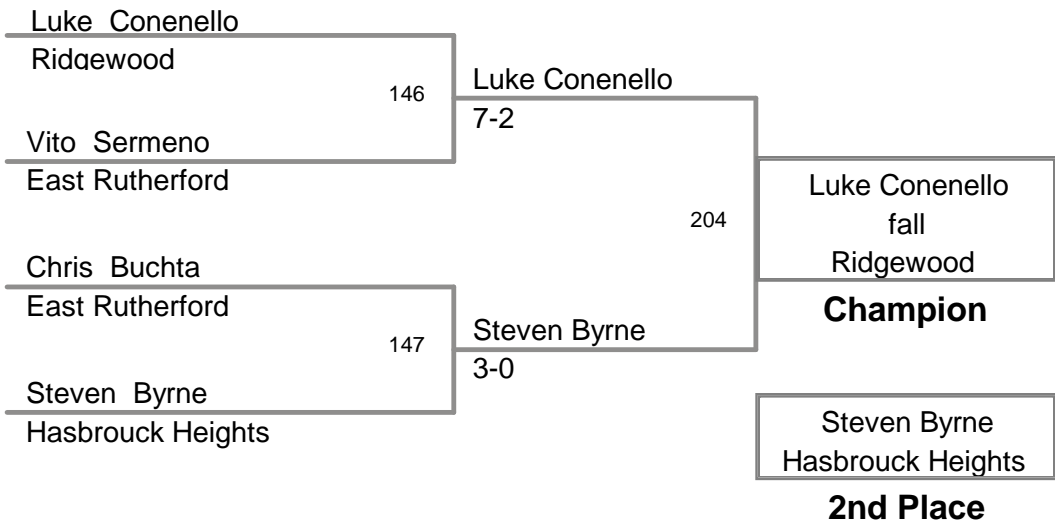 Luke Conenello
Ridgewood
146
Luke Conenello
7-2
Vito Sermeno
East Rutherford
204
Luke Conenello
fall
Ridgewood
Champion
Chris Buchta
East Rutherford
147
Steven Byrne
3-0
Steven Byrne
Hasbrouck Heights
Steven Byrne
Hasbrouck Heights
2nd Place